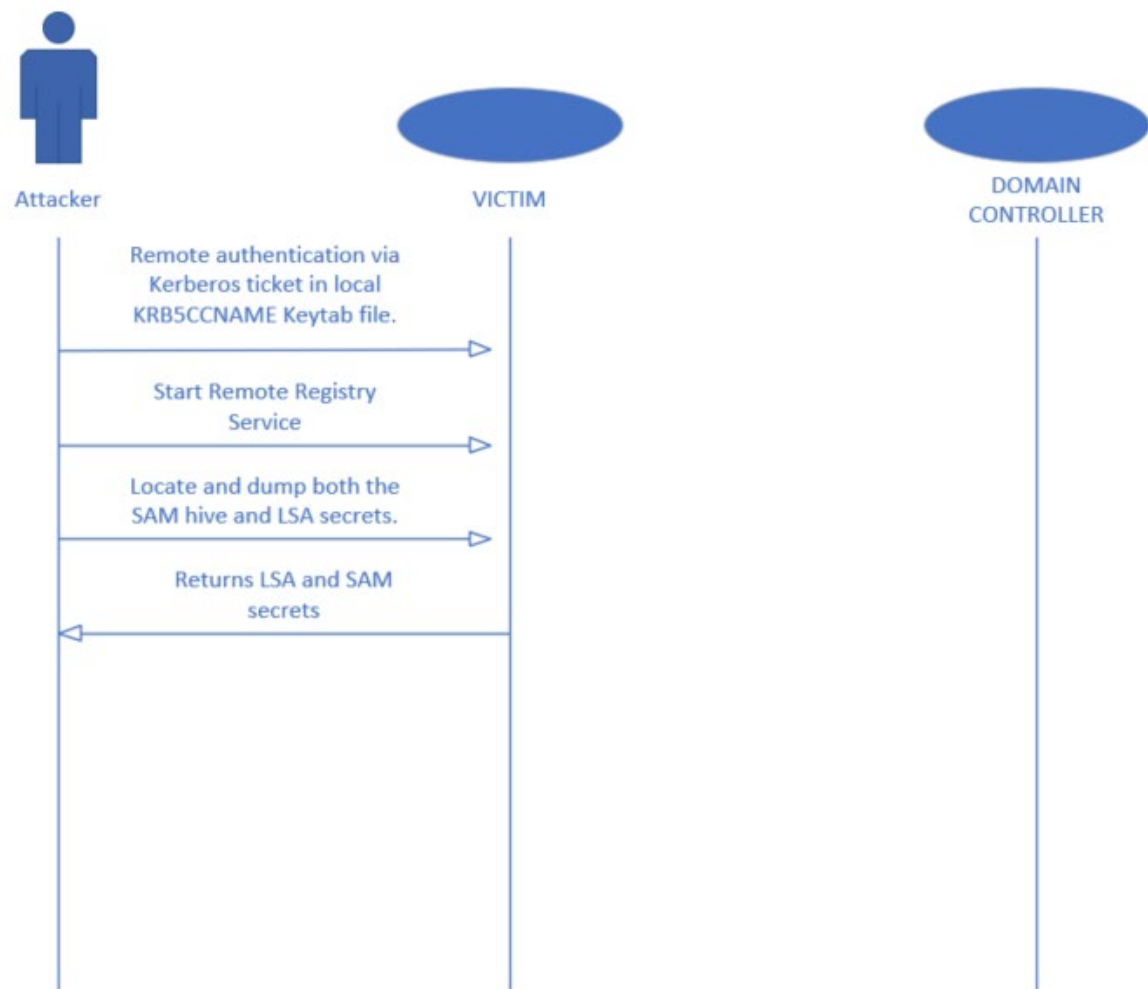 Attacker
VICTIM
DOMAIN
CONTROLLER
Remote authentication via
Kerberos ticket in local
KRB5CCNAME Keytab file.
Start Remote Registry
Service
Locate and dump both the
SAM hive and LSA secrets.
Returns LSA and SAM
secrets